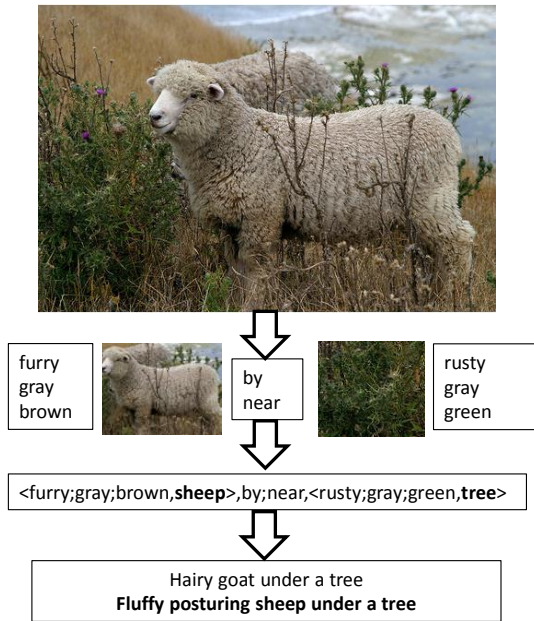 furry
gray
brown
by
near
rusty
gray
green
<furry;gray;brown,sheep>,by;near,<rusty;gray;green,tree>
Hairy goat under a tree
Fluffy posturing sheep under a tree